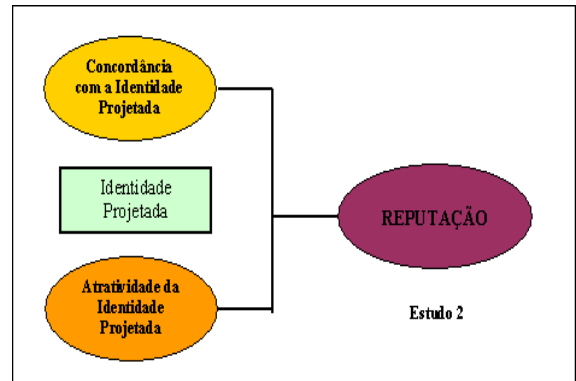 Concordância
com a Identidade
Projetada
Identidade
Projetada
REPUTAÇÃO
Atratividade da
Identidade
Projetada
Estudo 2